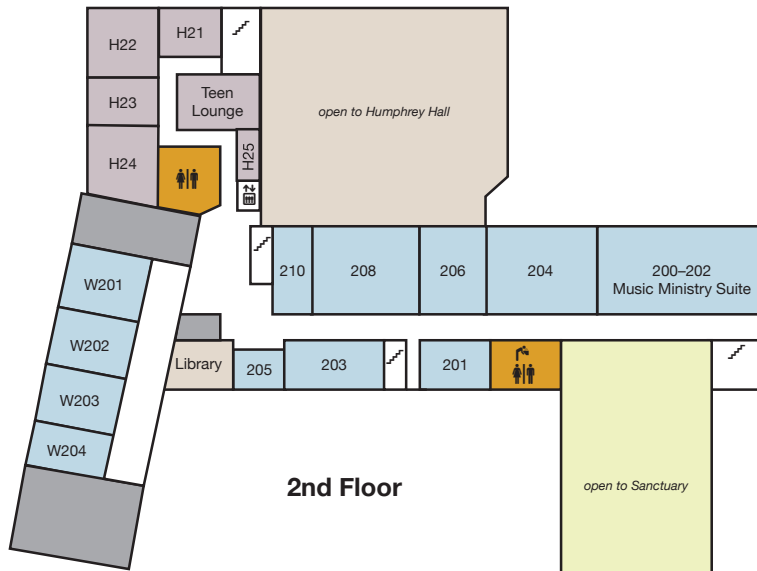 H22
H21
H23
Teen
Lounge
open to Humphrey Hall
H24
H25
W201
210
208
206
204
200–202
Music Ministry Suite
W202
Library
205
203
201
W203
W204
2nd Floor
open to Sanctuary